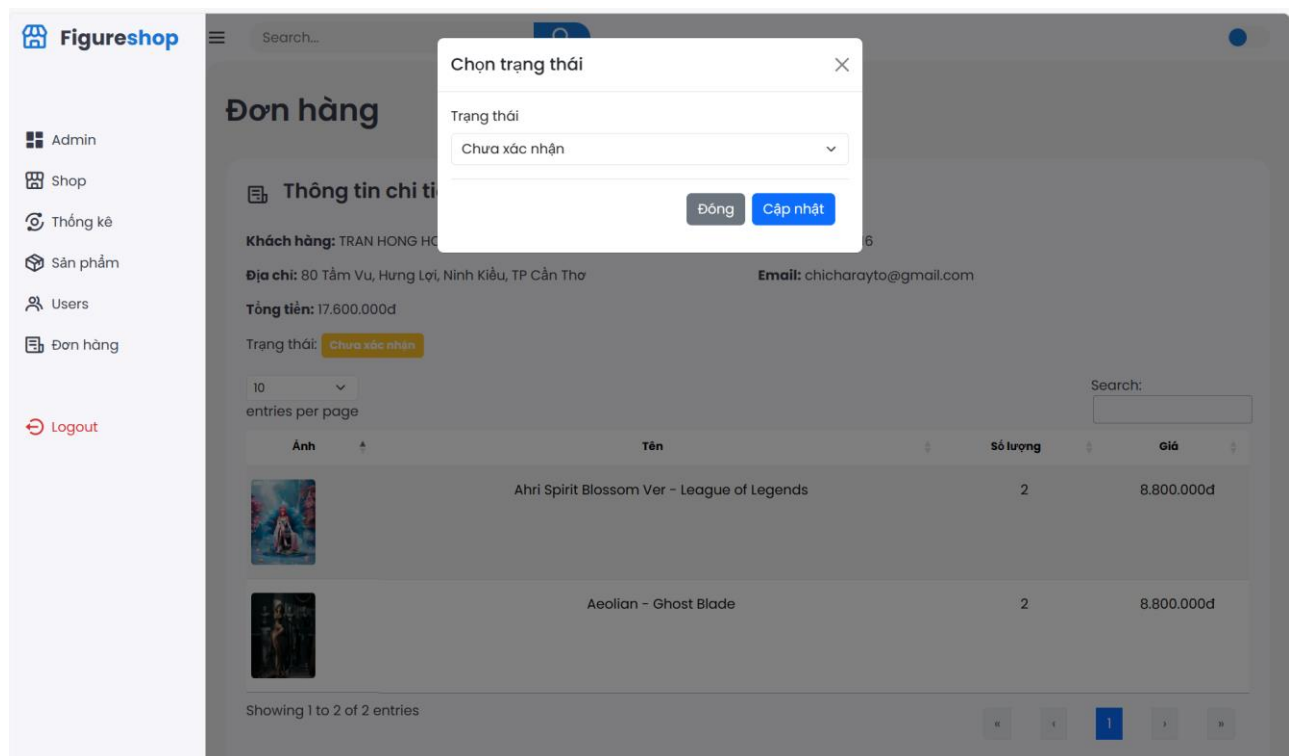 Figureshop
Search...
Admin
Shop
Thống kê
Sản phẩm
Users
Đơn hàng
Logout
Chọn trạng thái
Trạng thái
Chưa xác nhận
Đóng Cập nhật
Đơn hàng
Thông tin chi ti
Khách hàng: TRAN HONG HO 6
Địa chỉ: 80 Tầm Vu, Hưng Lợi, Ninh Kiều, TP Cần Thơ Email: chicharayto@gmail.com
Tổng tiền: 17.600.000đ
Trạng thái: Chưa xác nhận
10
entries per page
Search:
Ảnh Tên Số lượng Giá
Ahri Spirit Blossom Ver - League of Legends 2 8.800.000đ
Aeolian - Ghost Blade 2 8.800.000đ
Showing 1 to 2 of 2 entries
« ‹ 1 › »